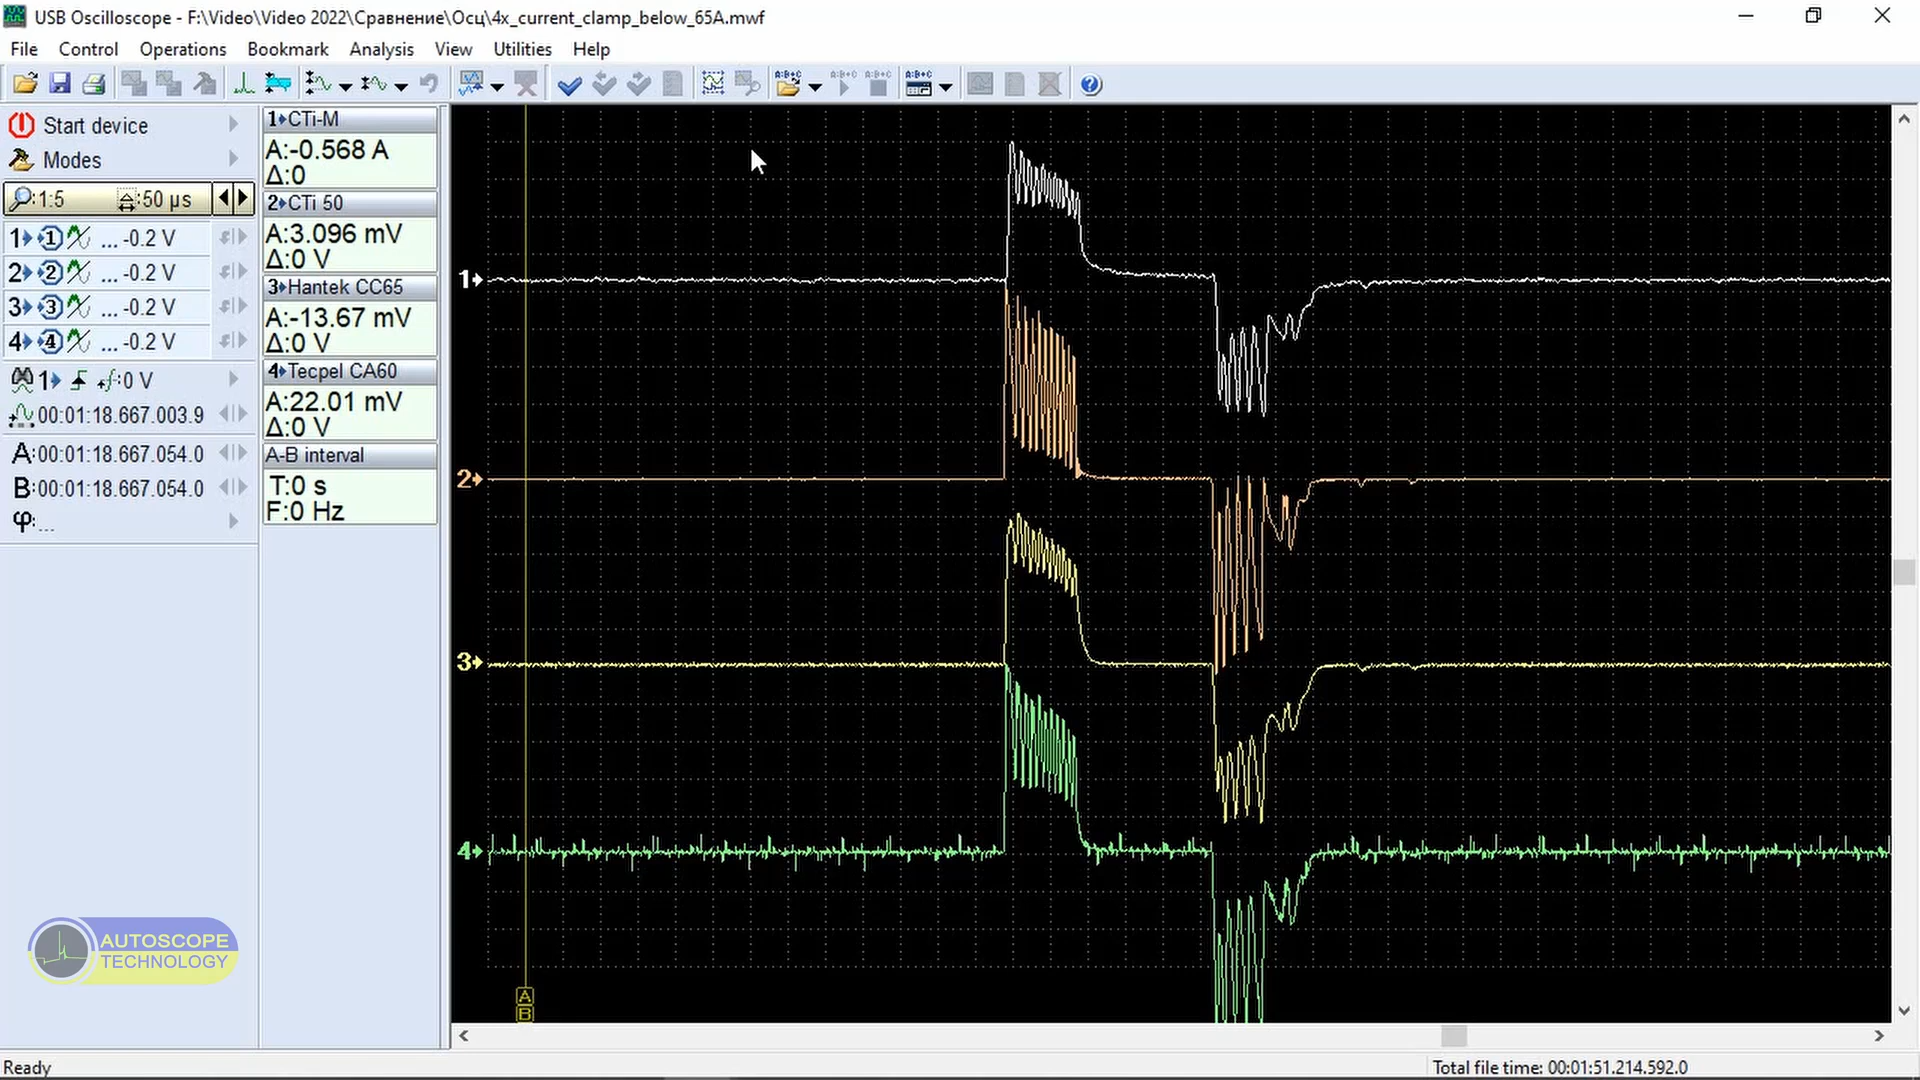 USB Oscilloscope - F:\Video\Video 2022\Сравнение\Осц\4x_current_clamp_below_65A.mwf
File Control Operations Bookmark Analysis View Utilities Help
A:B+C A:B+C A:B+C A:B+C
Start device
Modes
:1:5 :50 µs
1 1 ... -0.2 V
2 2 ... -0.2 V
3 3 ... -0.2 V
4 4 ... -0.2 V
1 f:0 V
00:01:18.667.003.9
A:00:01:18.667.054.0
B:00:01:18.667.054.0
φ:...
1 CTi-M
A:-0.568 A
Δ:0
2 CTi 50
A:3.096 mV
Δ:0 V
3 Hantek CC65
A:-13.67 mV
Δ:0 V
4 Tecpel CA60
A:22.01 mV
Δ:0 V
A-B interval
T:0 s
F:0 Hz
1
2
3
4
A
B
AUTOSCOPE
TECHNOLOGY
Ready
Total file time: 00:01:51.214.592.0